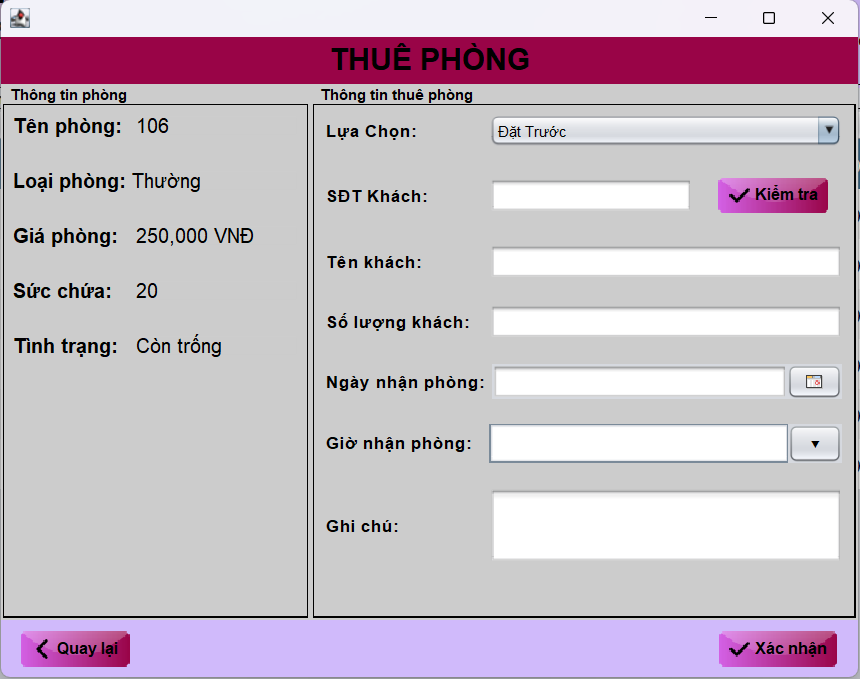 THUÊ PHÒNG
Thông tin phòng
Tên phòng: 106
Loại phòng: Thường
Giá phòng: 250,000 VNĐ
Sức chứa: 20
Tình trạng: Còn trống
Thông tin thuê phòng
Lựa Chọn: Đặt Trước
SĐT Khách: Kiểm tra
Tên khách:
Số lượng khách:
Ngày nhận phòng:
Giờ nhận phòng:
Ghi chú:
Quay lại
Xác nhận